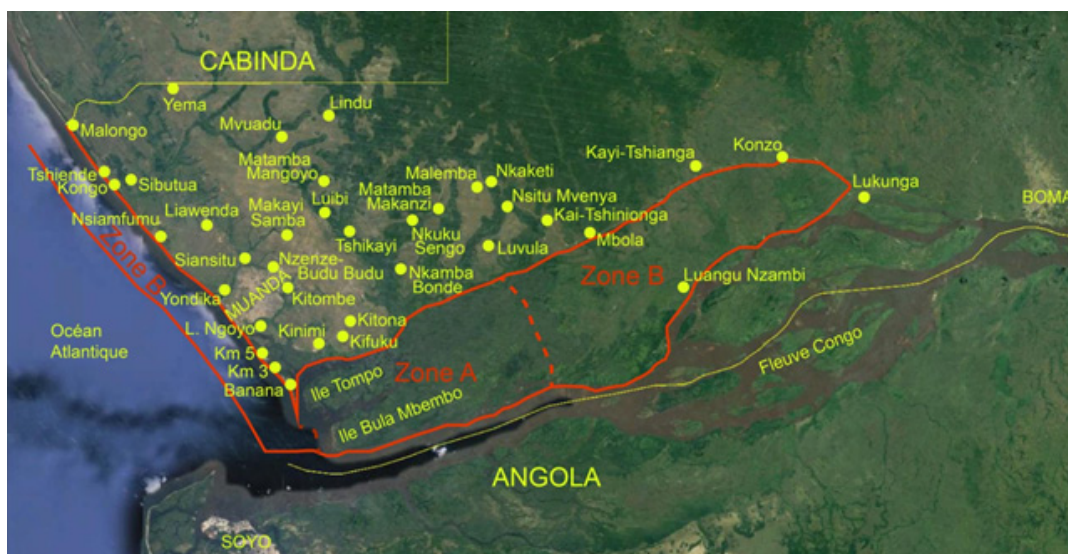 CABINDA
Yema
Lindu
Malongo
Mvuadu
Konzo
Kayi-Tshianga
Tshiende
Kongo
Sibutua
Matamba
Mangoyo
Malemba
Nkaketi
Lukunga
BOMA
Nsiamfumu
Liawenda
Makayi
Samba
Luibi
Matamba
Makanzi
Nsitu Mvenya
Kai-Tshinionga
Tshikayi
Nkuku
Sengo
Luvula
Mbola
Zone B
Siansitu
Nzenze-
Budu Budu
Nkamba
Bonde
Zone B
Luangu Nzambi
MUANDA
Yondika
Kitombe
Océan
Atlantique
L. Ngoyo
Kinimi
Kitona
Kifuku
Km 5
Km 3
Banana
Ile Tompo
Zone A
Ile Bula Mbembo
Fleuve Congo
ANGOLA
SOYO